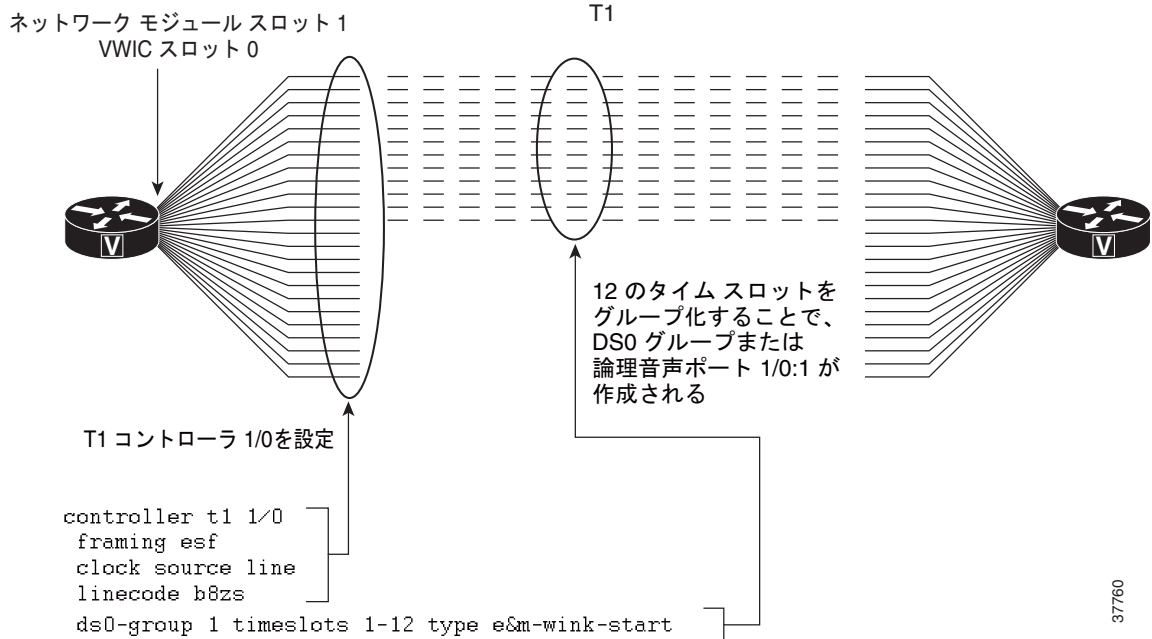 T1
ネットワーク モジュール スロット 1
VWIC スロット 0
V
V
12 のタイム スロットを
グループ化することで、
DS0 グループまたは
論理音声ポート 1/0:1 が
作成される
T1 コントローラ 1/0を設定
controller t1 1/0
framing esf
clock source line
linecode b8zs
ds0-group 1 timeslots 1-12 type e&m-wink-start
37760